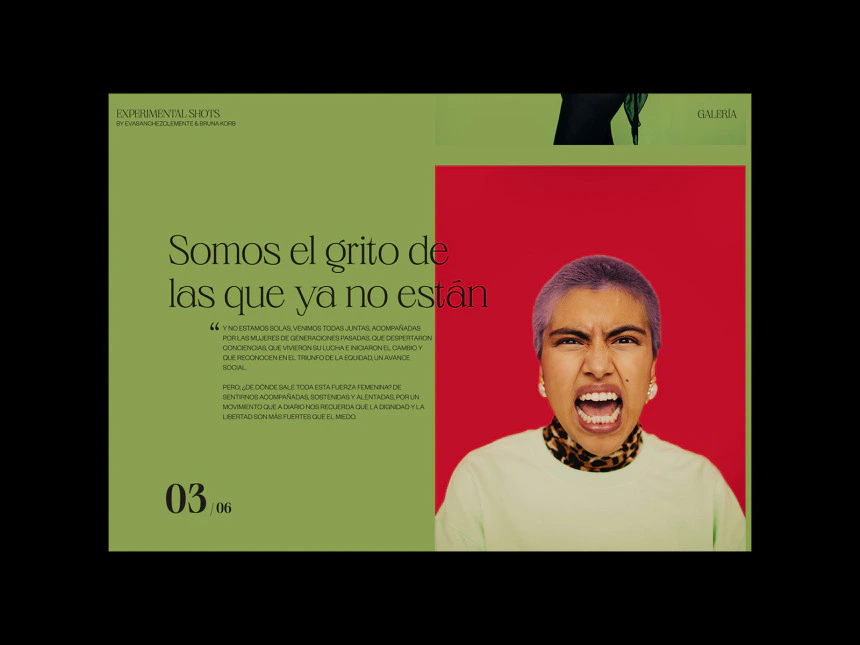 EXPERIMENTAL SHOTS
BY EVASANCHEZCLEMENTE & BRUNA KORB
GALERÍA
Somos el grito de
las que ya no están
“ Y NO ESTAMOS SOLAS, VENIMOS TODAS JUNTAS, ACOMPAÑADAS
POR LAS MUJERES DE GENERACIONES PASADAS, QUE DESPERTARON
CONCIENCIAS, QUE VIVIERON SU LUCHA E INICIARON EL CAMBIO Y
QUE RECONOCEN EN EL TRIUNFO DE LA EQUIDAD, UN AVANCE
SOCIAL.
PERO, ¿DE DÓNDE SALE TODA ESTA FUERZA FEMENINA? DE
SENTIRNOS ACOMPAÑADAS, SOSTENIDAS Y ALENTADAS, POR UN
MOVIMIENTO QUE A DIARIO NOS RECUERDA QUE LA DIGNIDAD Y LA
LIBERTAD SON MÁS FUERTES QUE EL MIEDO.
03 / 06